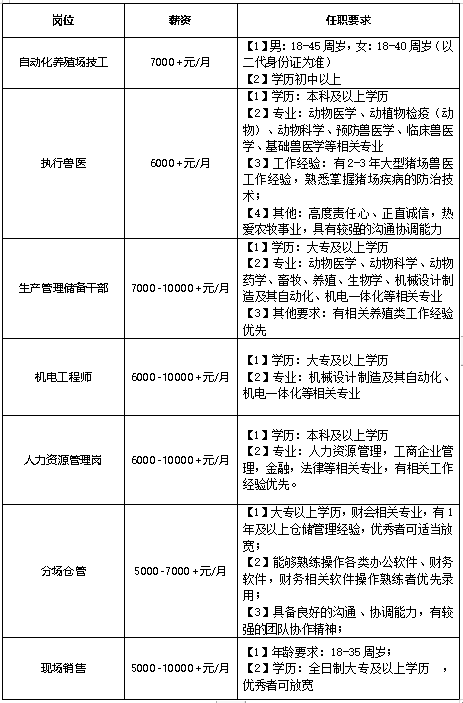 岗位 薪资 任职要求
自动化养殖场技工 7000+元/月
【1】男：18-45周岁，女：18-40周岁（以
二代身份证为准）
【2】学历初中以上
执行兽医 6000+元/月
【1】学历：本科及以上学历
【2】专业：动物医学、动植物检疫（动
物）、动物科学、预防兽医学、临床兽医
学、基础兽医学等相关专业
【3】工作经验：有2-3年大型猪场兽医
工作经验，熟悉掌握猪场疾病的防治技
术；
【4】其他：高度责任心、正直诚信，热
爱农牧事业，具有较强的沟通协调能力
生产管理储备干部 7000-10000+元/月
【1】学历：大专及以上学历
【2】专业：动物医学、动物科学、动物
药学、畜牧、养殖、生物学、机械设计制
造及其自动化、机电一体化等相关专业
【3】其他要求：有相关养殖类工作经验
优先
机电工程师 6000-10000+元/月
【1】学历：大专及以上学历
【2】专业：机械设计制造及其自动化、
机电一体化等相关专业
人力资源管理岗 6000-10000+元/月
【1】学历：本科及以上学历
【2】专业：人力资源管理，工商企业管
理，金融，法律等相关专业，有相关工作
经验优先。
分场仓管 5000-7000+元/月
【1】大专以上学历，财会相关专业，有1
年及以上仓储管理经验，优秀者可适当放
宽；
【2】能够熟练操作各类办公软件、财务
软件，财务相关软件操作熟练者优先录
用；
【3】具备良好的沟通、协调能力，有较
强的团队协作精神；
现场销售 5000-10000+元/月
【1】年龄要求：18-35周岁；
【2】学历：全日制大专及以上学历 ，
优秀者可放宽